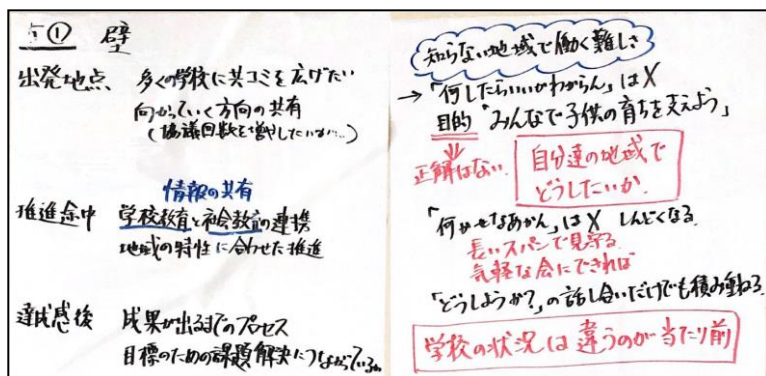 ① 壁
出発地点 多くの学校に共コミを広げたい
向かっていく方向の共有
(協議回数を増やしたいが…)
情報の共有
推進途中 学校教育と社会教育の連携
地域の特性に合わせた推進
達成感後 成果が出るまでのプロセス
目標のための課題解決につながっている
知らない地域で働く難しさ
→「何したらいいかわからん」は×
目的「みんなで子供の育ちを支えよう」
正解はない
自分達の地域で
どうしたいか
「何かせなあかん」は× しんどくなる
長いスパンで見守る
気軽な会にできれば
「どうしようか?」の話し合いだけでも積み重ねる
学校の状況は違うのが当たり前